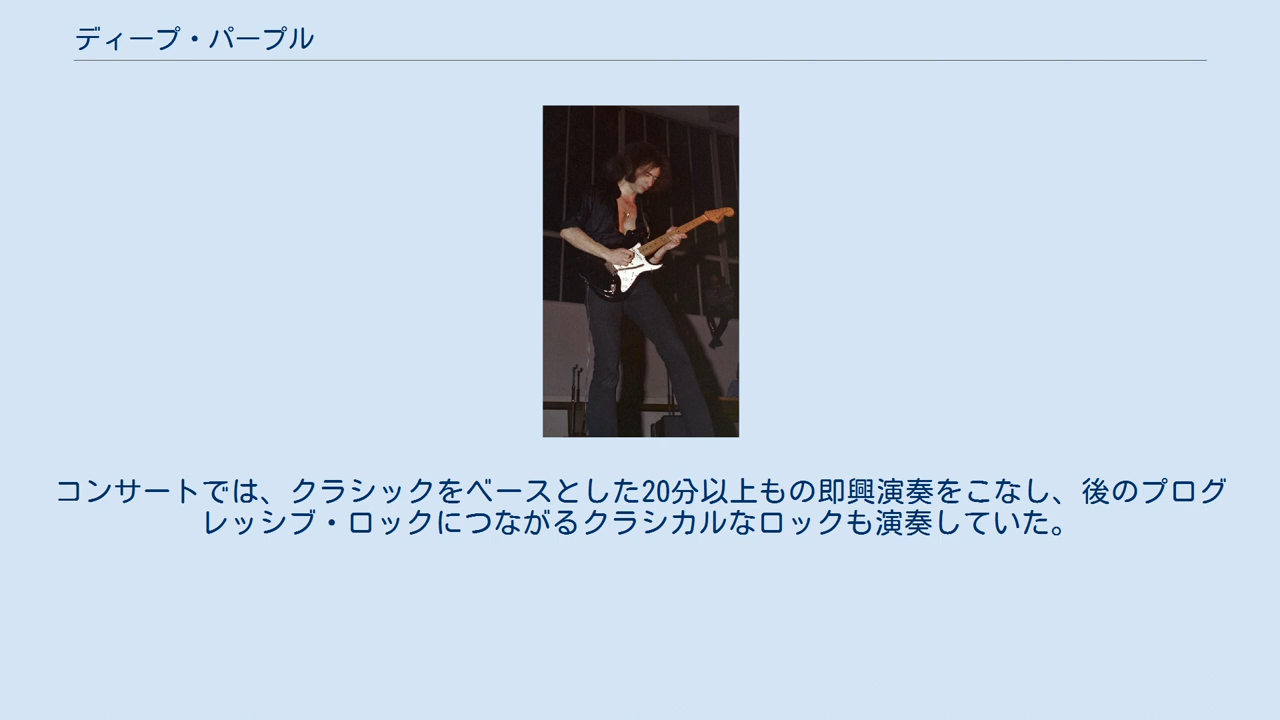 ディープ・パープル
コンサートでは、クラシックをベースとした20分以上もの即興演奏をこなし、後のプログ
レッシブ・ロックにつながるクラシカルなロックも演奏していた。